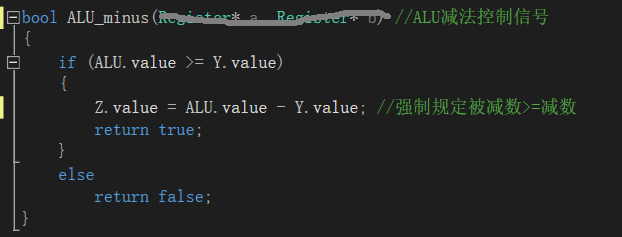 bool ALU_minus(Register* a, Register* b) //ALU减法控制信号
{
if (ALU.value >= Y.value)
{
Z.value = ALU.value - Y.value; //强制规定被减数>=减数
return true;
}
else
return false;
}